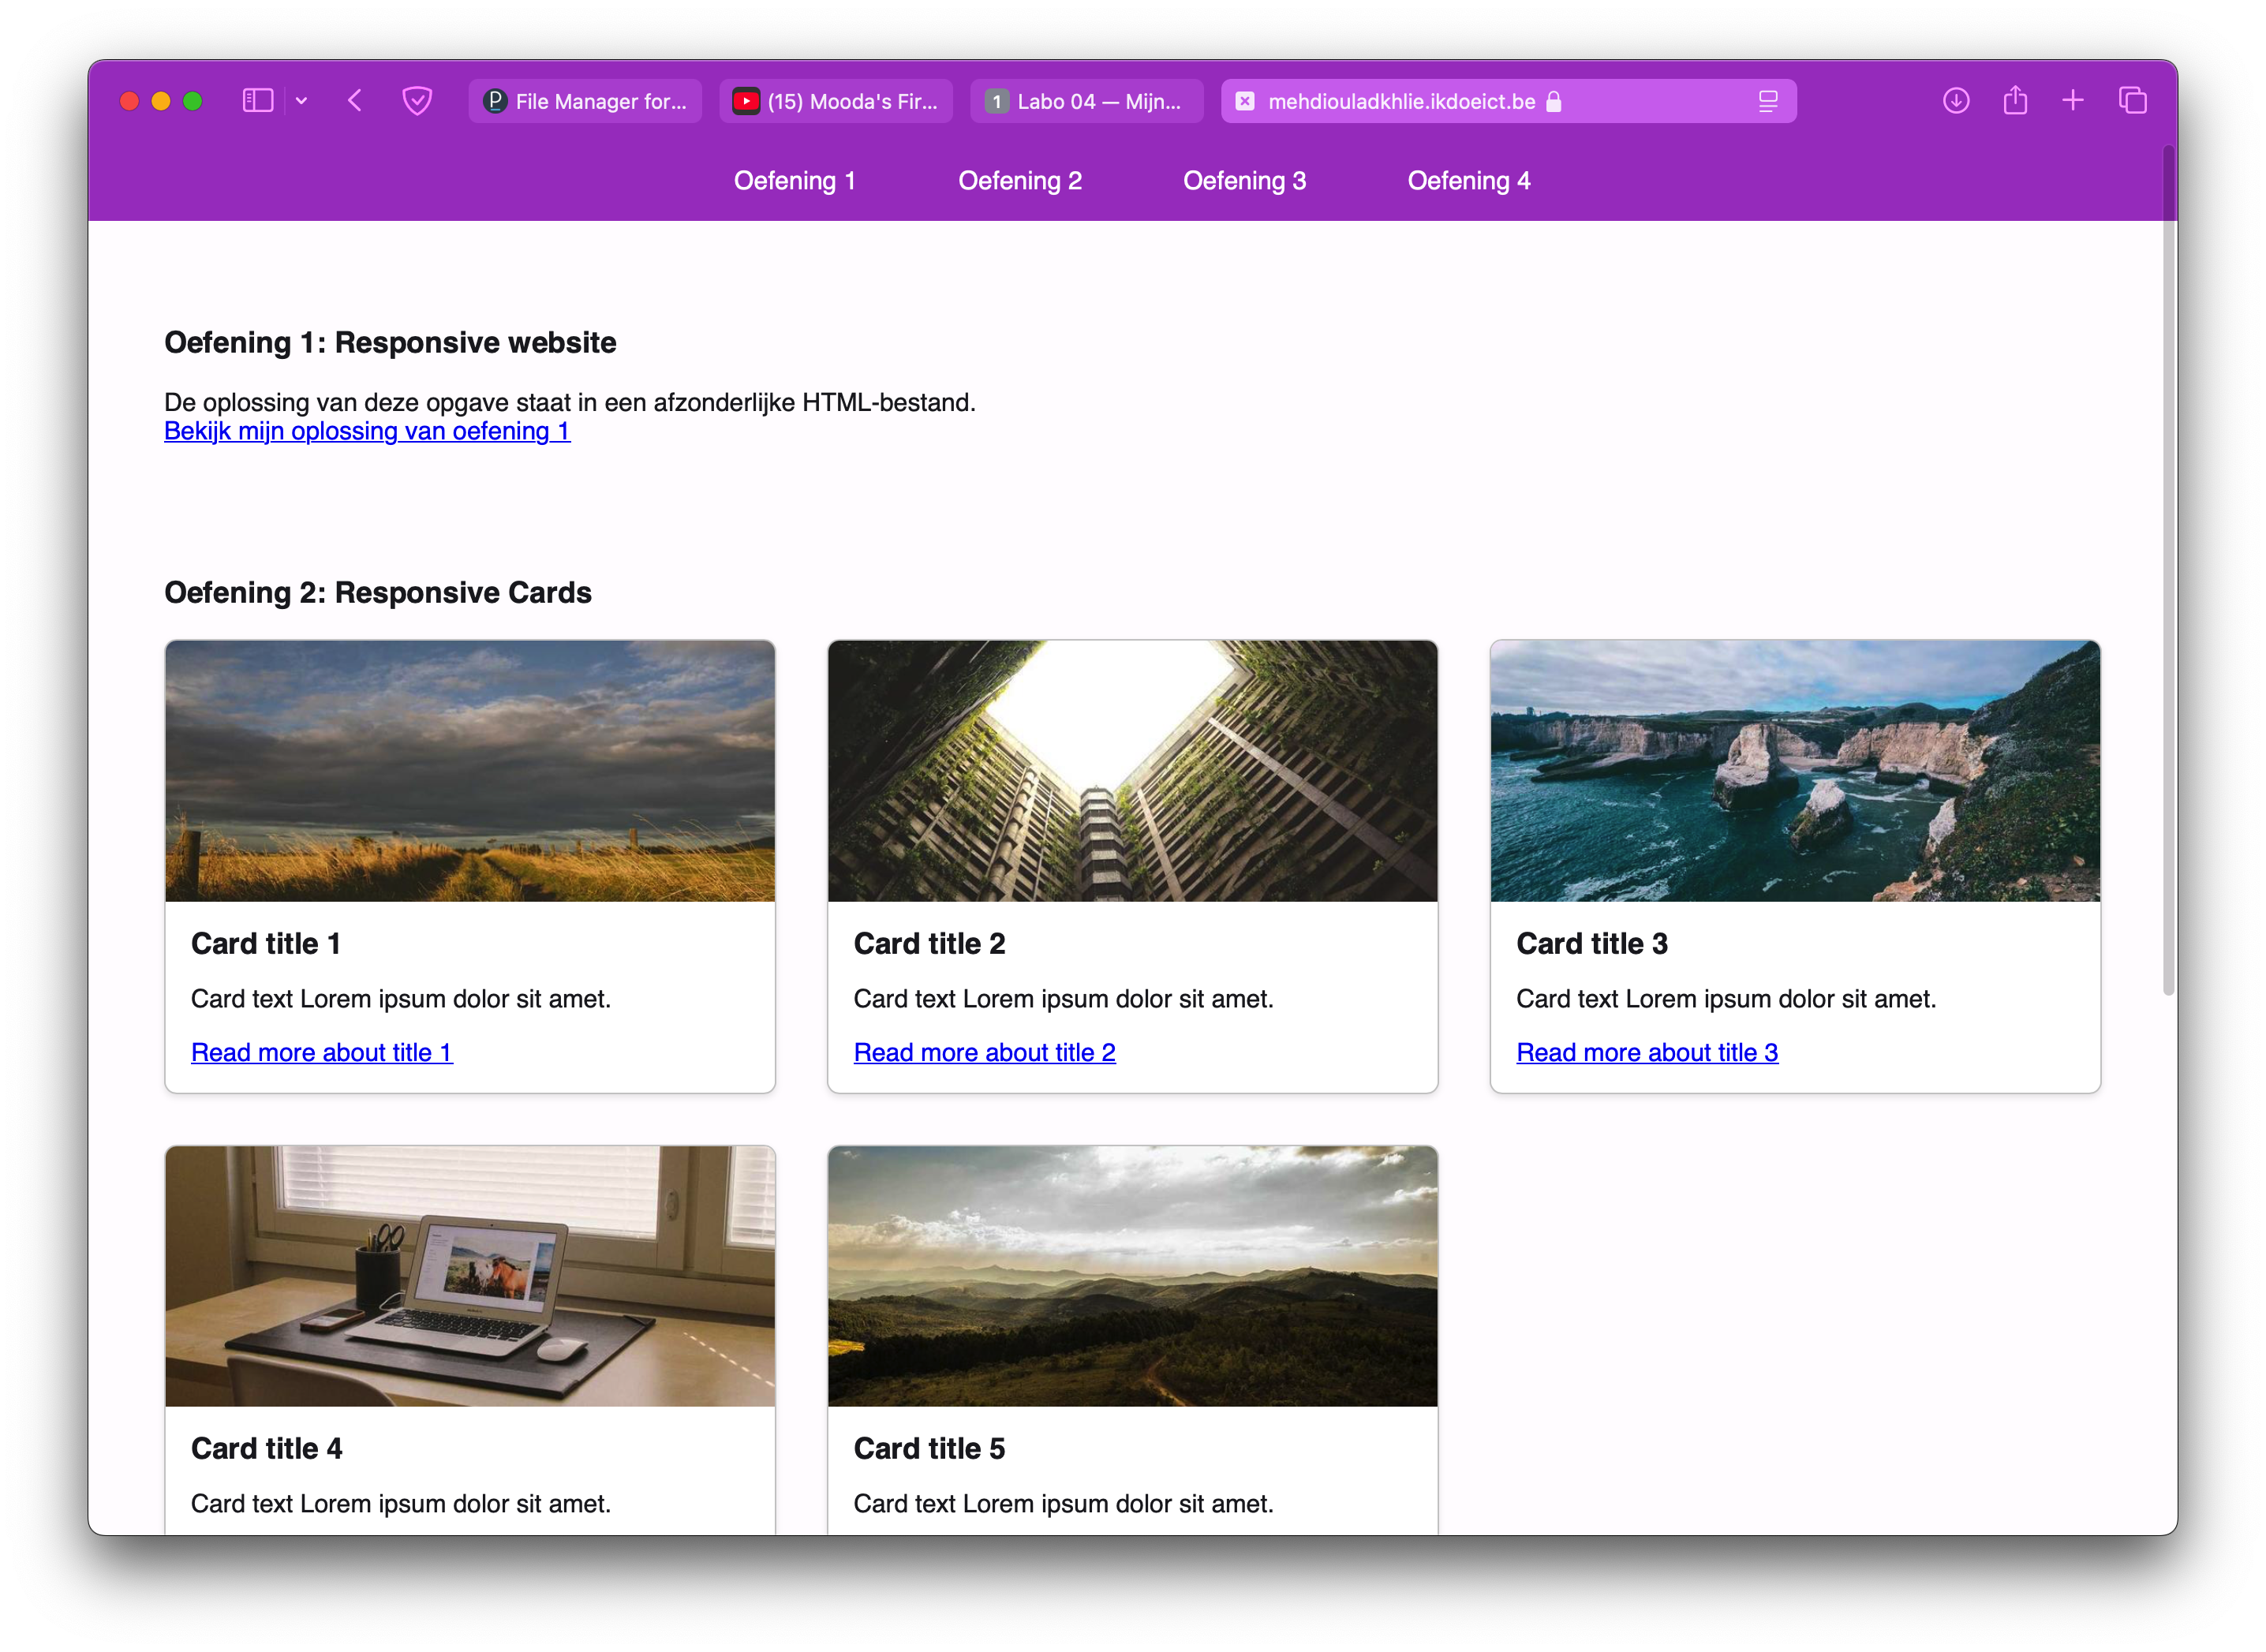 File Manager for...
(15) Mooda's Fir...
1 Labo 04 — Mijn...
mehdiouladkhlie.ikdoeict.be
Oefening 1 Oefening 2 Oefening 3 Oefening 4
Oefening 1: Responsive website
De oplossing van deze opgave staat in een afzonderlijke HTML-bestand.
Bekijk mijn oplossing van oefening 1
Oefening 2: Responsive Cards
Card title 1
Card text Lorem ipsum dolor sit amet.
Read more about title 1
Card title 2
Card text Lorem ipsum dolor sit amet.
Read more about title 2
Card title 3
Card text Lorem ipsum dolor sit amet.
Read more about title 3
Card title 4
Card text Lorem ipsum dolor sit amet.
Card title 5
Card text Lorem ipsum dolor sit amet.